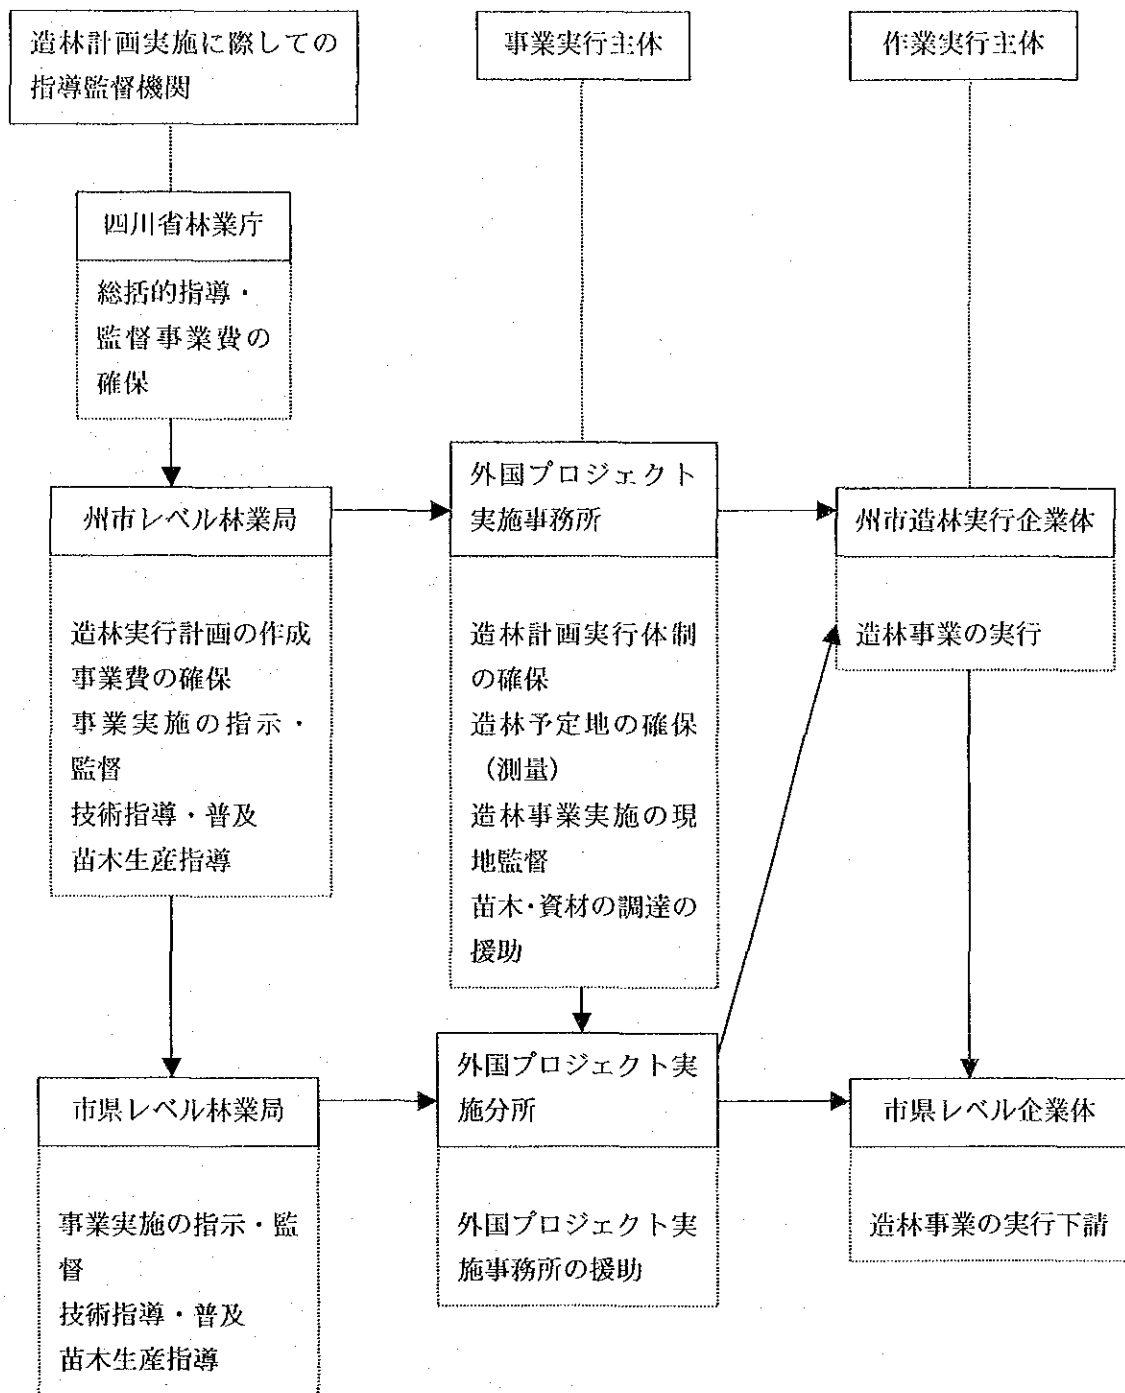 造林計画実施に際しての
指導監督機関
事業実行主体
作業実行主体
四川省林業庁
総括的指導・
監督事業費の
確保
州市レベル林業局
造林実行計画の作成
事業費の確保
事業実施の指示・
監督
技術指導・普及
苗木生産指導
外国プロジェクト
実施事務所
造林計画実行体制
の確保
造林予定地の確保
（測量）
造林事業実施の現
地監督
苗木・資材の調達の
援助
州市造林実行企業体
造林事業の実行
市県レベル林業局
事業実施の指示・監
督
技術指導・普及
苗木生産指導
外国プロジェクト実
施分所
外国プロジェクト実
施事務所の援助
市県レベル企業体
造林事業の実行下請